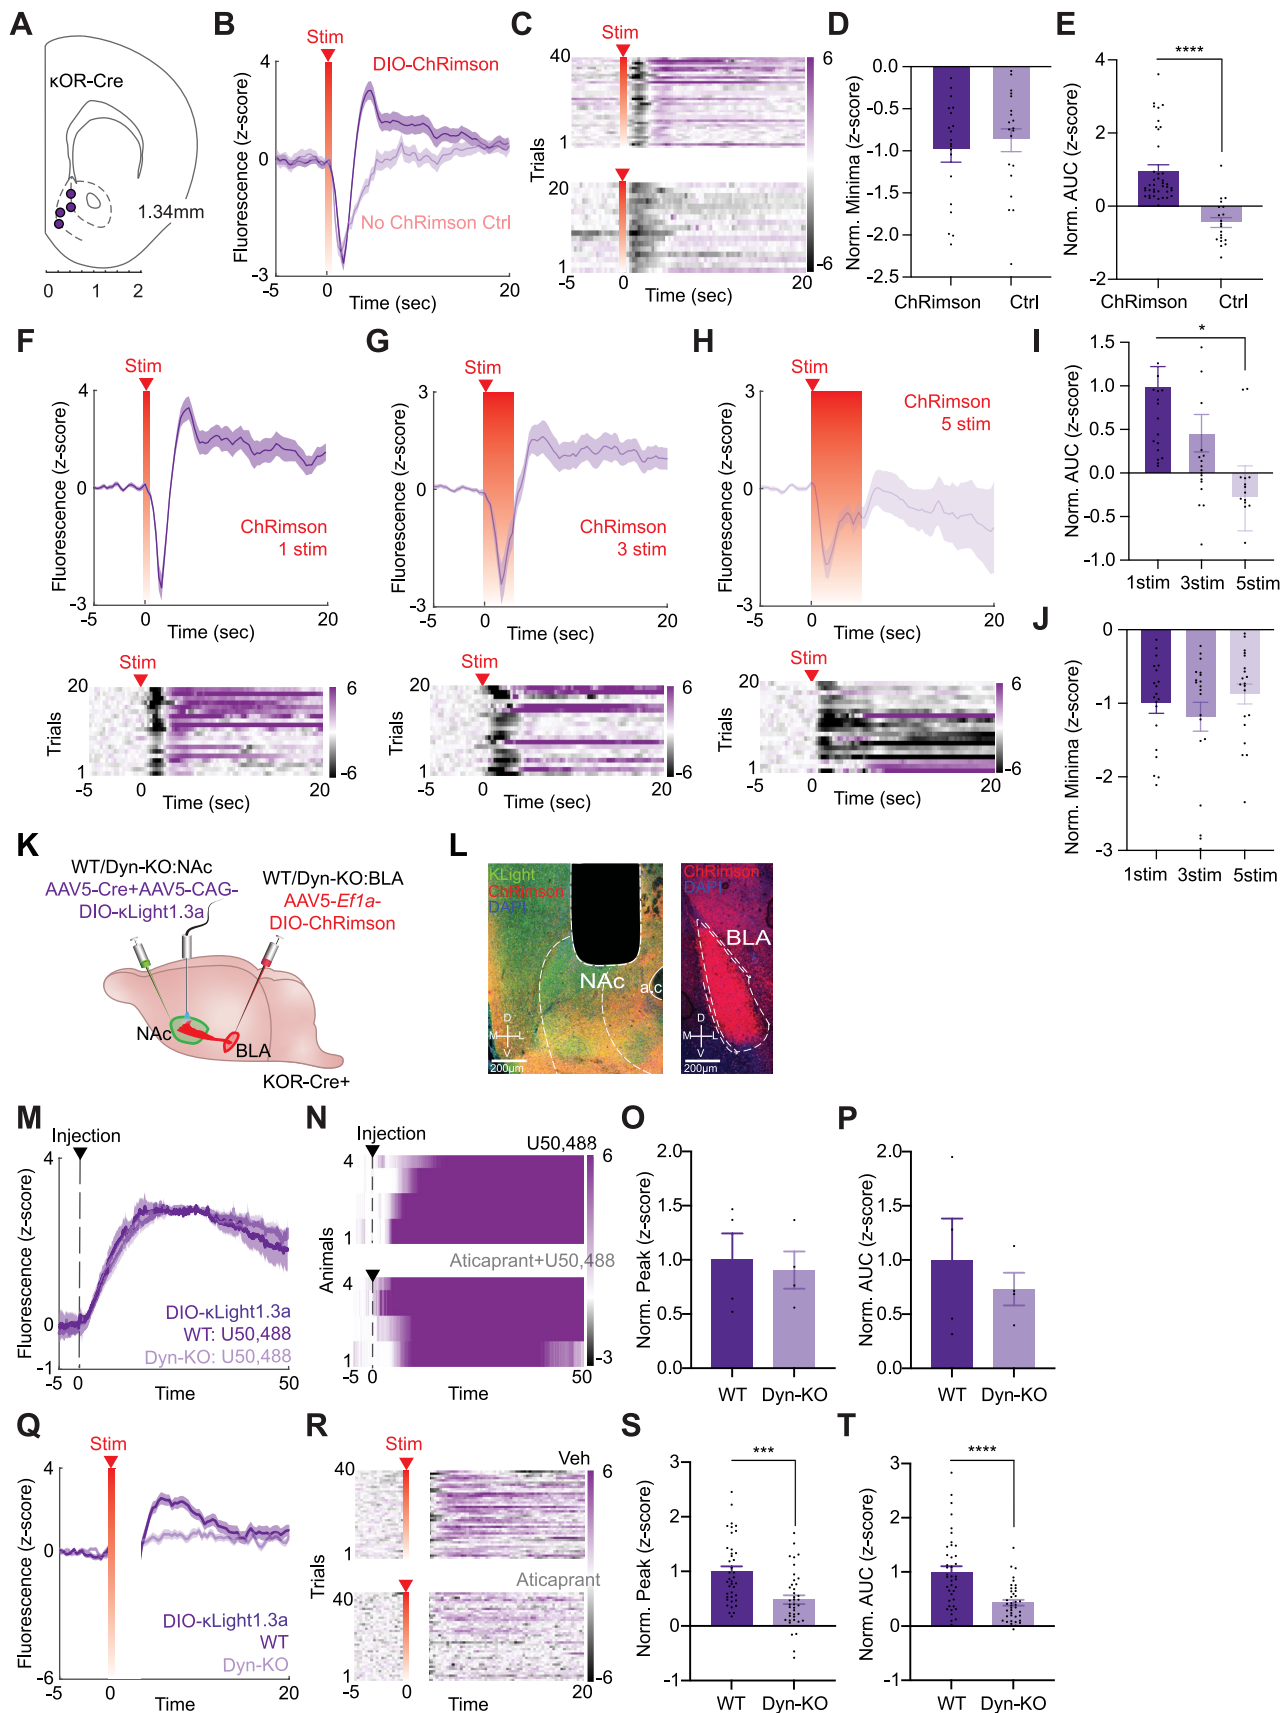 A
κOR-Cre
1.34mm
0 1 2
B
Stim
DIO-ChRimson
No ChRimson Ctrl
Fluorescence (z-score)
4
0
-3
-5 0 20
Time (sec)
C
Stim
40
1
20
1
Trials
6
-6
-5 0 20
Time (sec)
D
Norm. Minima (z-score)
0.0
-0.5
-1.0
-1.5
-2.0
-2.5
ChRimson Ctrl
E
****
Norm. AUC (z-score)
4
2
0
-2
ChRimson Ctrl
F
Stim
Fluorescence (z-score)
4
0
-3
ChRimson
1 stim
-5 0 20
Time (sec)
Stim
Trials
20
1
6
-6
-5 0 20
Time (sec)
G
Stim
Fluorescence (z-score)
3
0
-3
ChRimson
3 stim
-5 0 20
Time (sec)
Stim
Trials
20
1
6
-6
-5 0 20
Time (sec)
H
Stim
Fluorescence (z-score)
3
0
-3
ChRimson
5 stim
-5 0 20
Time (sec)
Stim
Trials
20
1
6
-6
-5 0 20
Time (sec)
I
*
Norm. AUC (z-score)
1.5
1.0
0.5
0.0
-0.5
-1.0
1stim 3stim 5stim
J
Norm. Minima (z-score)
0
-1
-2
-3
1stim 3stim 5stim
K
WT/Dyn-KO:NAc
AAV5-Cre+AAV5-CAG-
DIO-κLight1.3a
WT/Dyn-KO:BLA
AAV5-Ef1a-
DIO-ChRimson
NAc
BLA
KOR-Cre+
L
KLight
ChRimson
DAPI
NAc
a.c
D
M L
V
200µm
ChRimson
DAPI
BLA
D
M L
V
200µm
M
Injection
Fluorescence (z-score)
4
0
-1
DIO-κLight1.3a
WT: U50,488
Dyn-KO: U50,488
-5 0 50
Time
N
Injection
U50,488
4
1
Aticaprant+U50,488
4
1
Animals
6
-3
-5 0 50
Time
O
Norm. Peak (z-score)
2.0
1.5
1.0
0.5
0.0
WT Dyn-KO
P
Norm. AUC (z-score)
2.0
1.5
1.0
0.5
0.0
WT Dyn-KO
Q
Stim
Fluorescence (z-score)
4
0
-6
DIO-κLight1.3a
WT
Dyn-KO
-5 0 20
Time
R
Stim
Veh
40
1
Aticaprant
40
1
Trials
6
-6
-5 0 20
Time
S
***
Norm. Peak (z-score)
3
2
1
0
-1
WT Dyn-KO
T
****
Norm. AUC (z-score)
3
2
1
0
-1
WT Dyn-KO